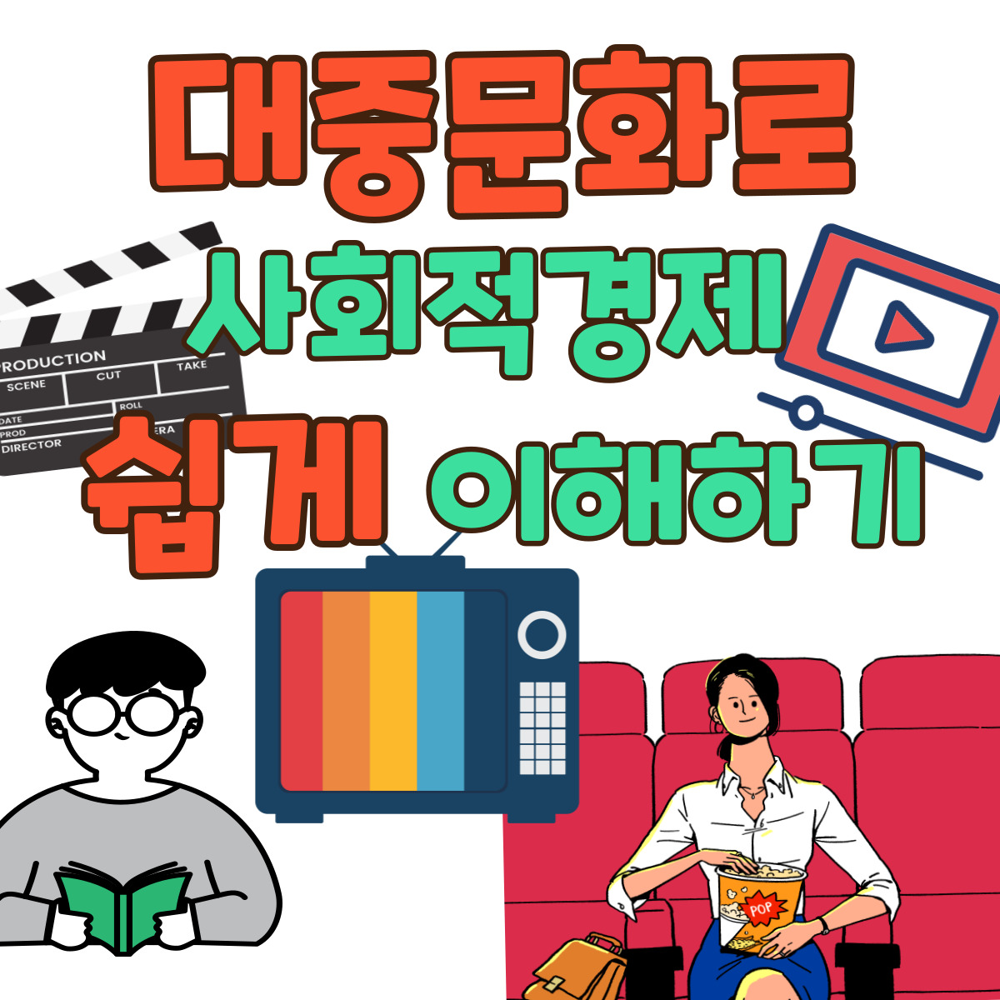 대중문화로
사회적경제
쉽게 이해하기
PRODUCTION
SCENE CUT TAKE
DATE ROLL
PROD
DIRECTOR
POP